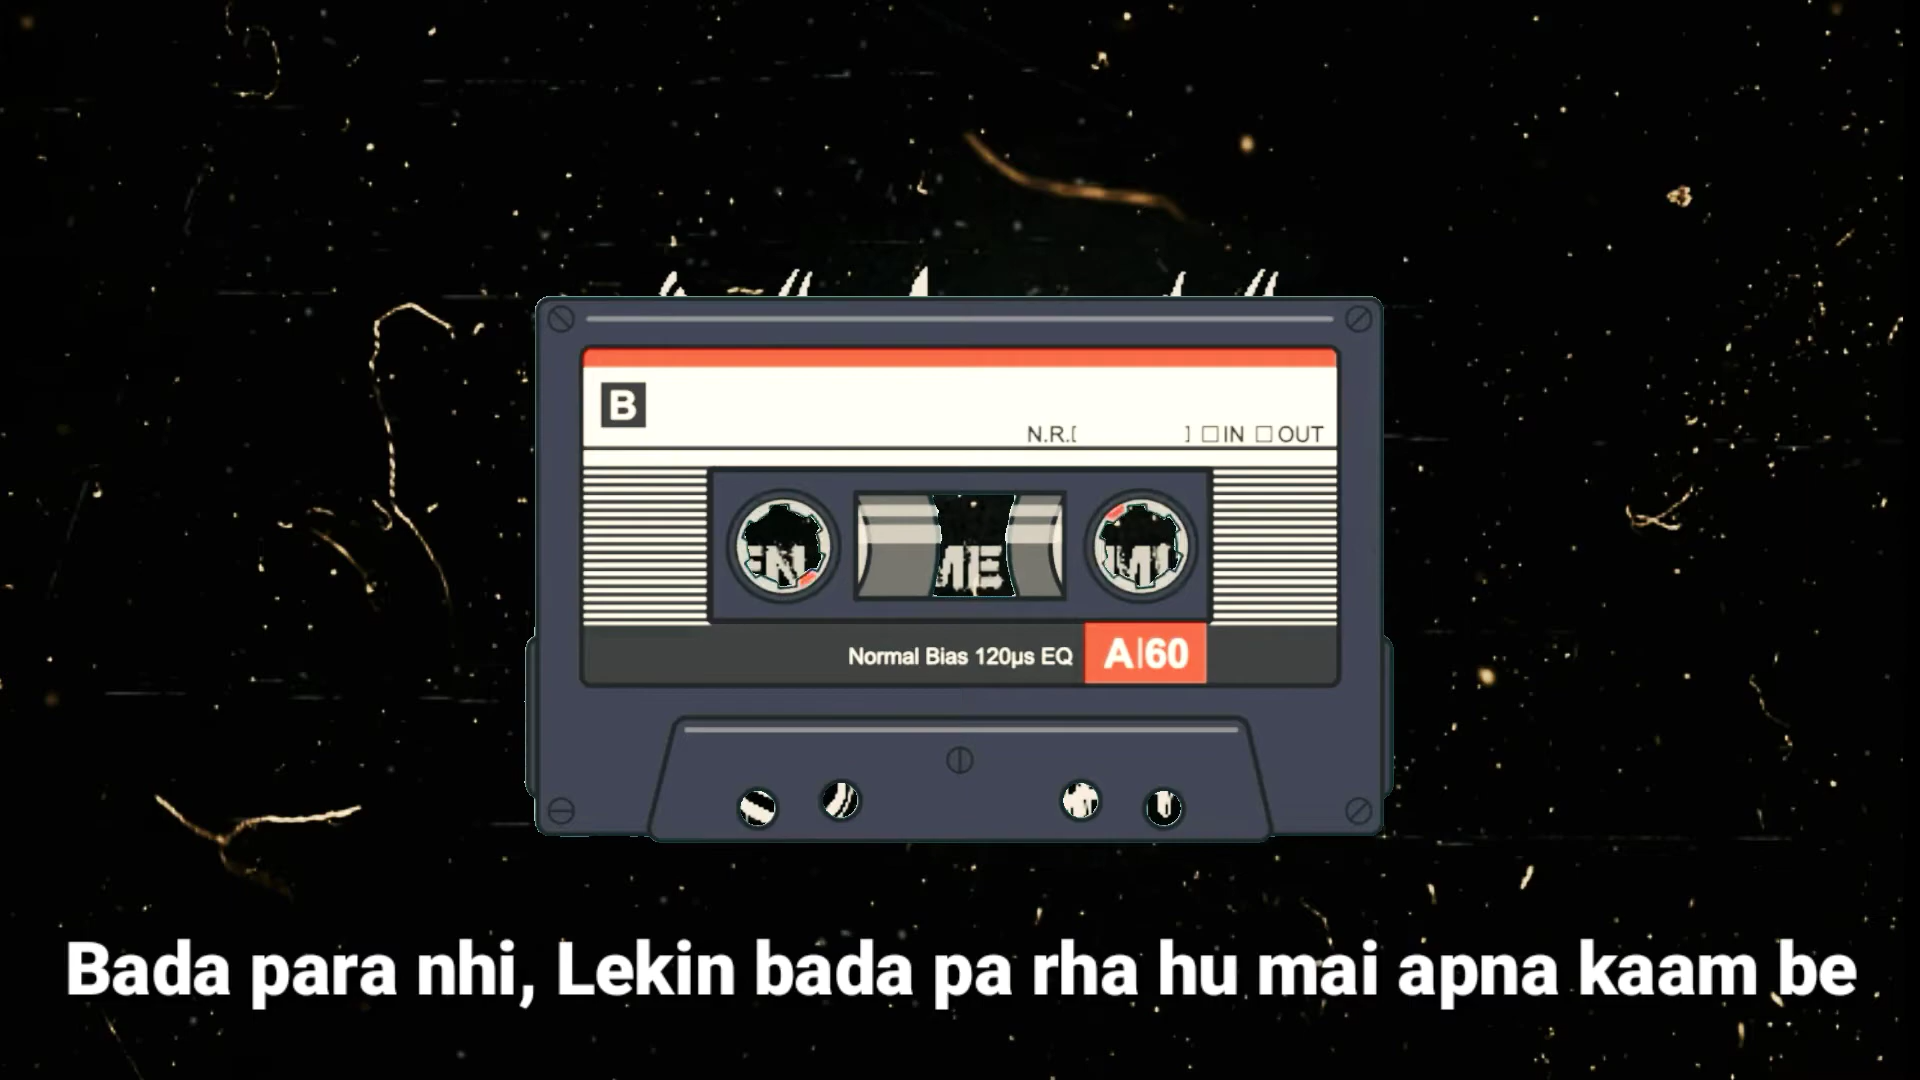 B
N.R.[ ] IN OUT
Normal Bias 120µs EQ
A|60
Bada para nhi, Lekin bada pa rha hu mai apna kaam be